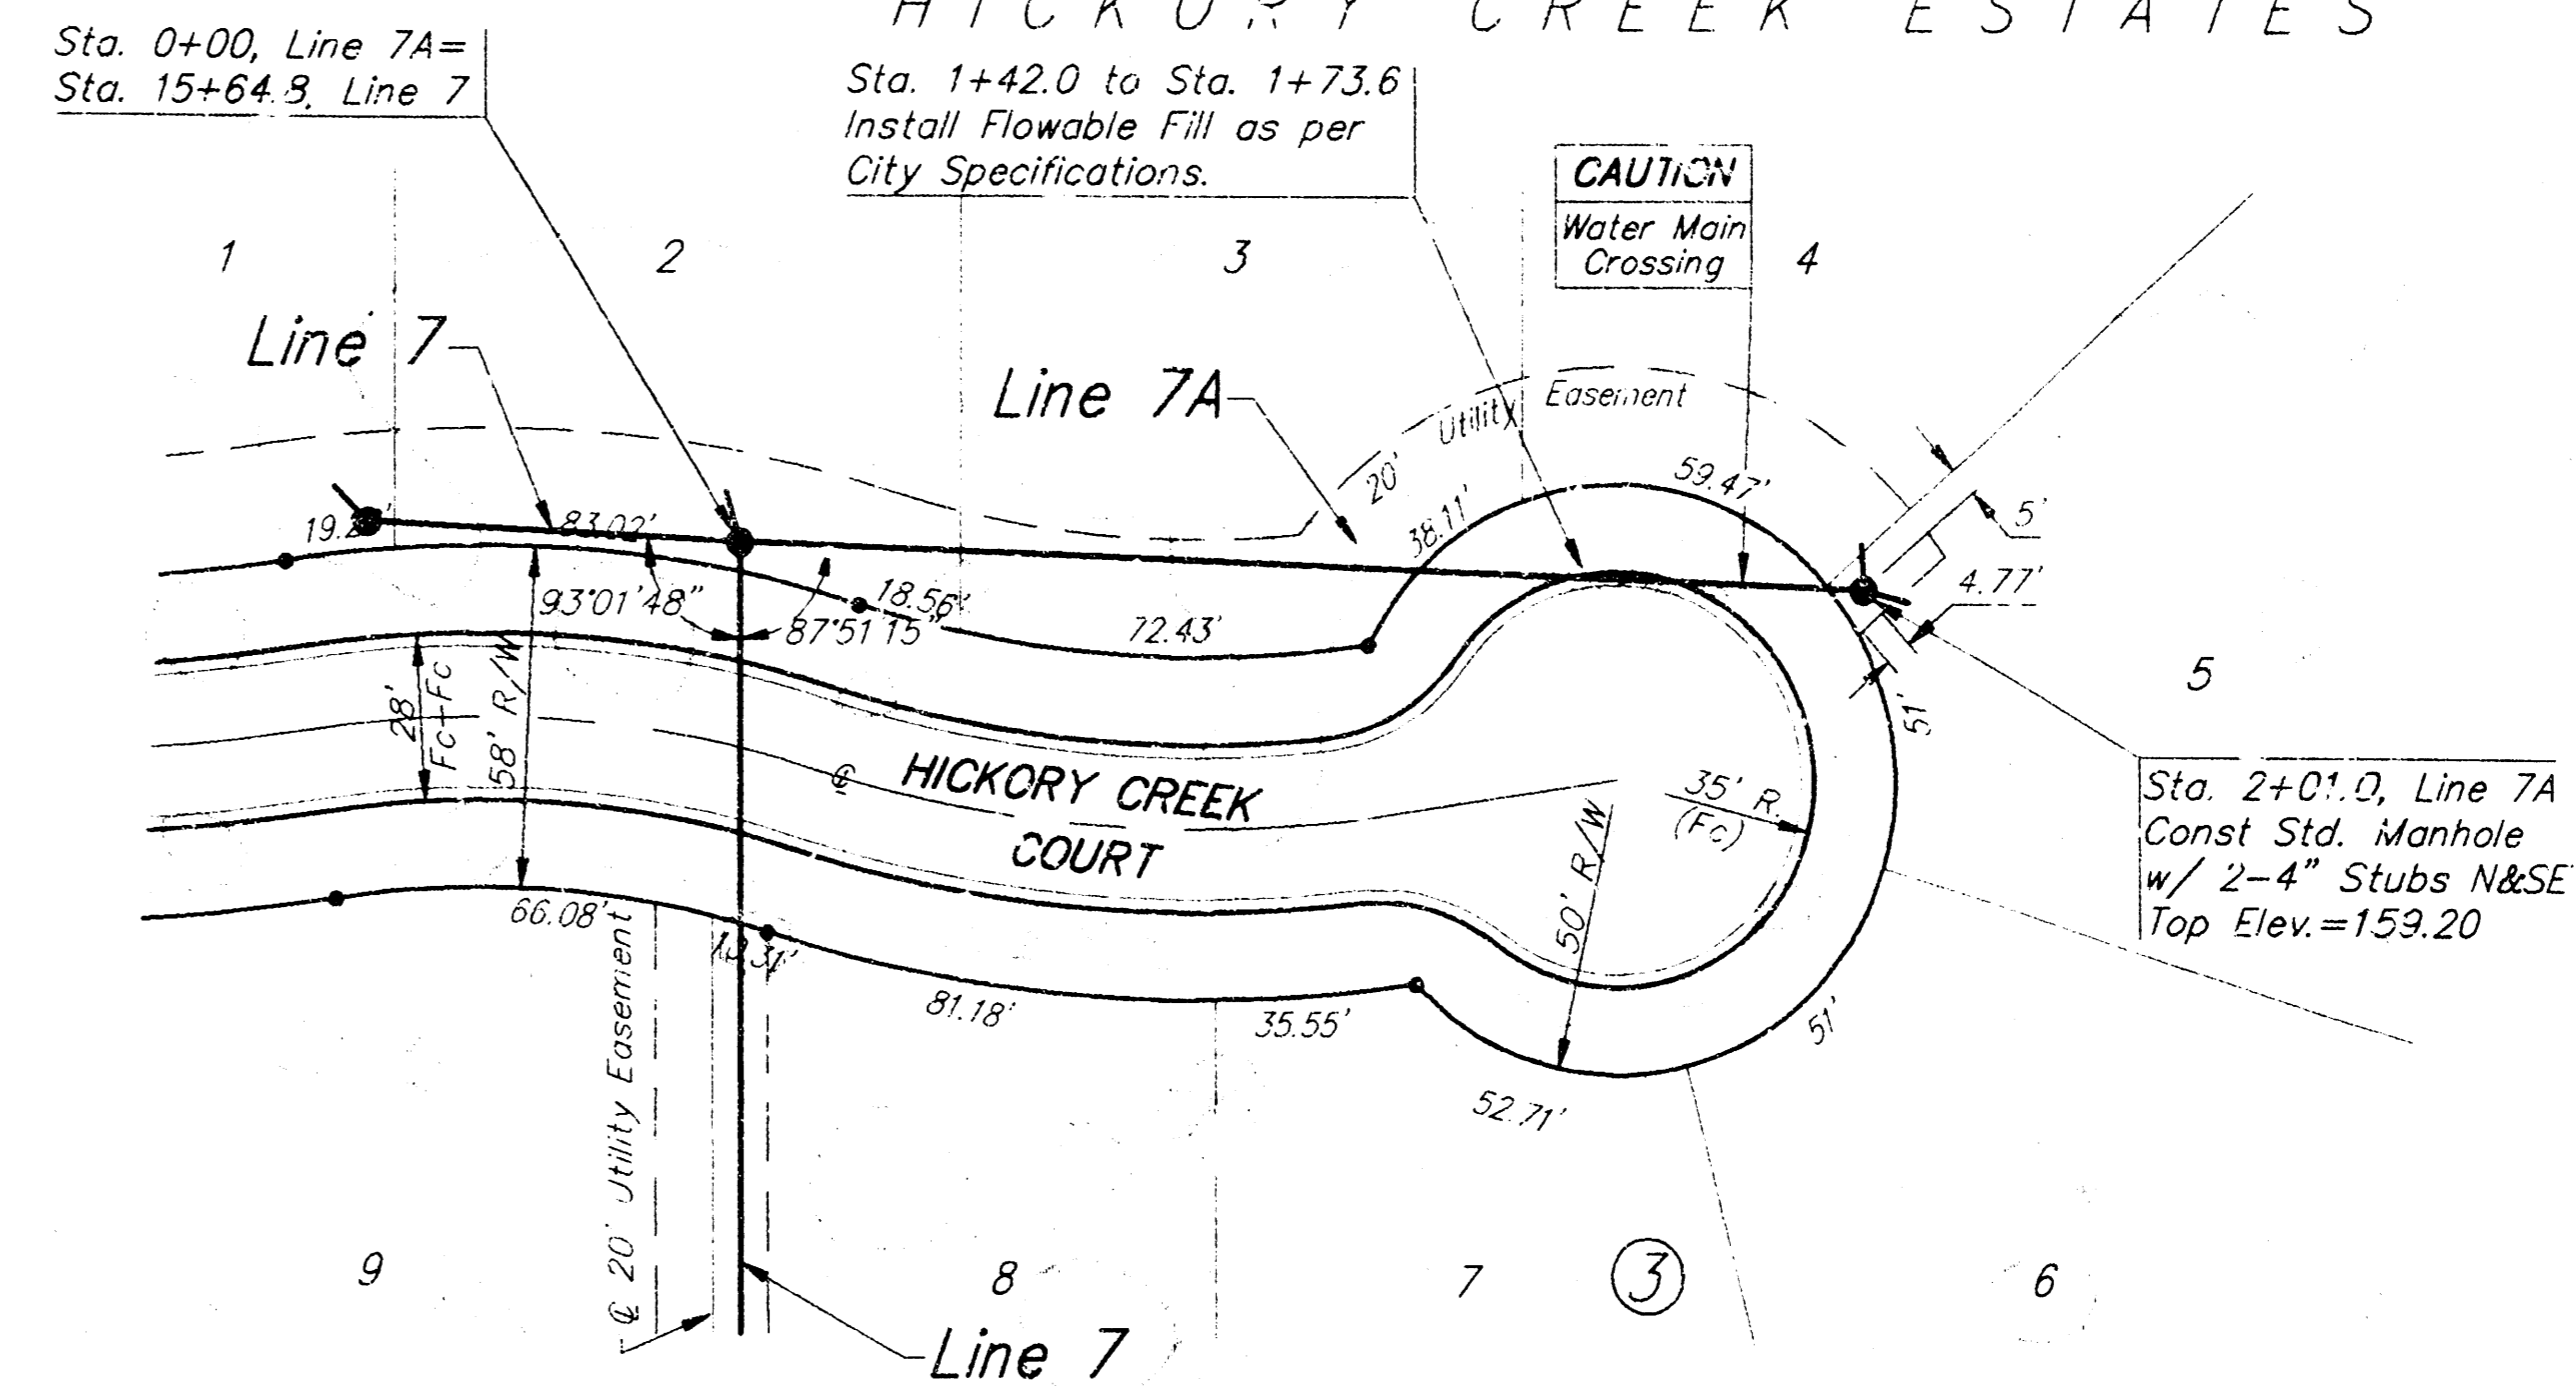 HICKORY CREEK ESTATES
Sta. 0+00, Line 7A=
Sta. 15+64.8, Line 7
Sta. 1+42.0 to Sta. 1+73.6
Install Flowable Fill as per
City Specifications.
CAUTION
Water Main
Crossing
1
2
3
4
Line 7
Line 7A
20' Utility Easement
59.47'
38.11'
83.02'
5'
4.77'
93°01'48"
87°51'15"
18.56'
72.43'
5
51'
28'
Fc-Fc
58' R/W
℄
HICKORY CREEK
COURT
35' R.
(Fc)
50' R/W
Sta. 2+01.0, Line 7A
Const Std. Manhole
w/ 2-4" Stubs N&SE
Top Elev.=159.20
66.08'
81.18'
35.55'
51'
52.71'
℄ 20' Utility Easement
9
8
7
3
6
Line 7